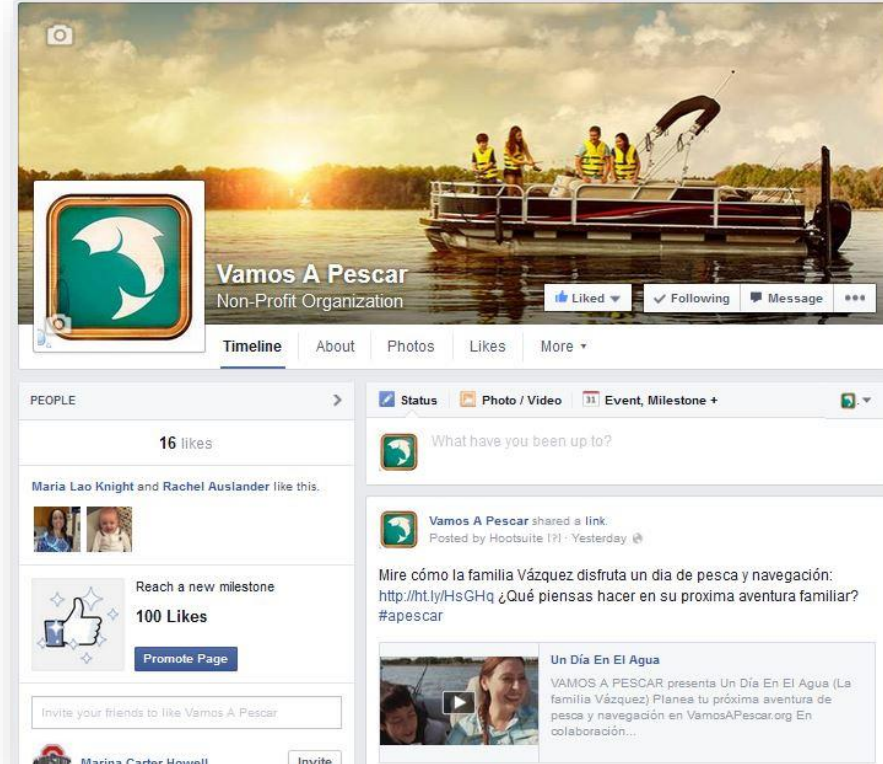 Vamos A Pescar
Non-Profit Organization
Liked
Following
Message
Timeline
About
Photos
Likes
More
PEOPLE
16 likes
Maria Lao Knight and Rachel Auslander like this.
Reach a new milestone
100 Likes
Promote Page
Invite your friends to like Vamos A Pescar
Marina Carter Howell
Invite
Status
Photo / Video
31
Event, Milestone +
What have you been up to?
Vamos A Pescar shared a link.
Posted by Hootsuite [?] · Yesterday
Mire cómo la familia Vázquez disfruta un dia de pesca y navegación:
http://ht.ly/HsGHq ¿Qué piensas hacer en su proxima aventura familiar?
#apescar
Un Día En El Agua
VAMOS A PESCAR presenta Un Día En El Agua (La
familia Vázquez) Planea tu próxima aventura de
pesca y navegación en VamosAPescar.org En
colaboración...